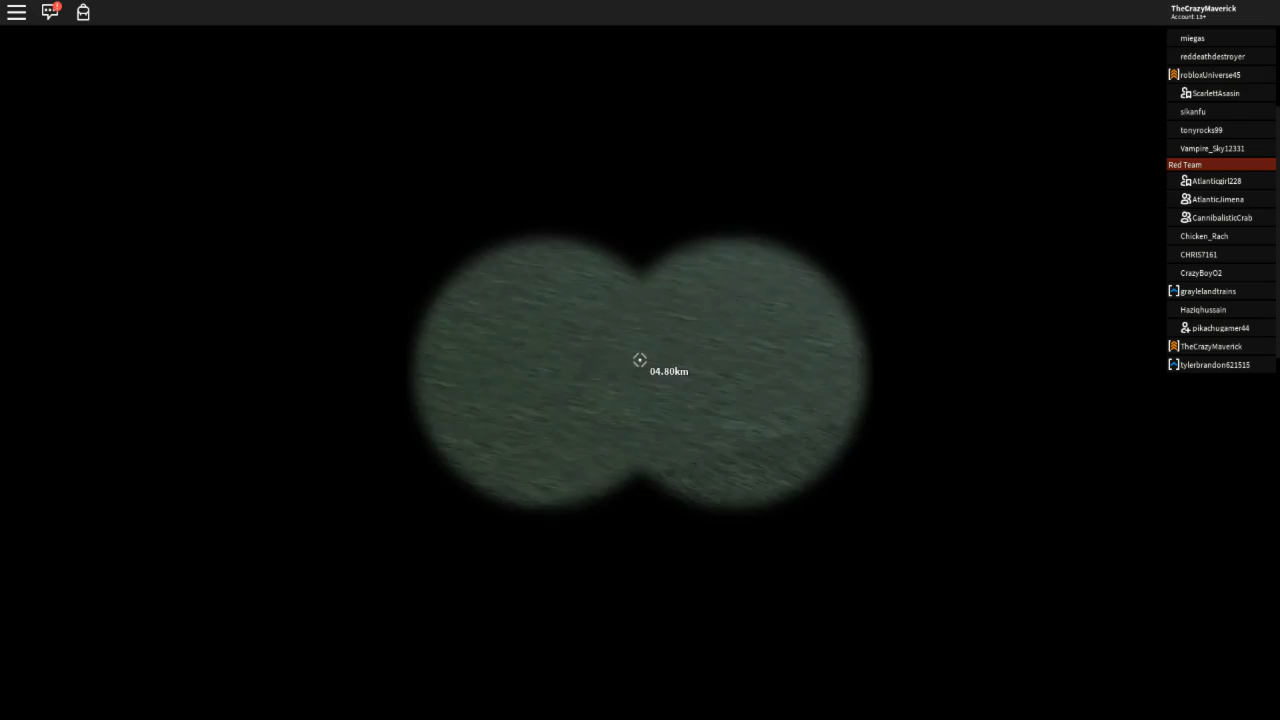 TheCrazyMaverick
Account: 13+
miegas
reddeathdestroyer
robloxUniverse45
ScarlettAsasin
sikanfu
tonyrocks99
Vampire_Sky12331
Red Team
Atlanticgirl228
AtlanticJimena
CannibalisticCrab
Chicken_Rach
CHRIS7161
CrazyBoyO2
graylelandtrains
Haziqhussain
pikachugamer44
TheCrazyMaverick
tylerbrandon621515
04.80km